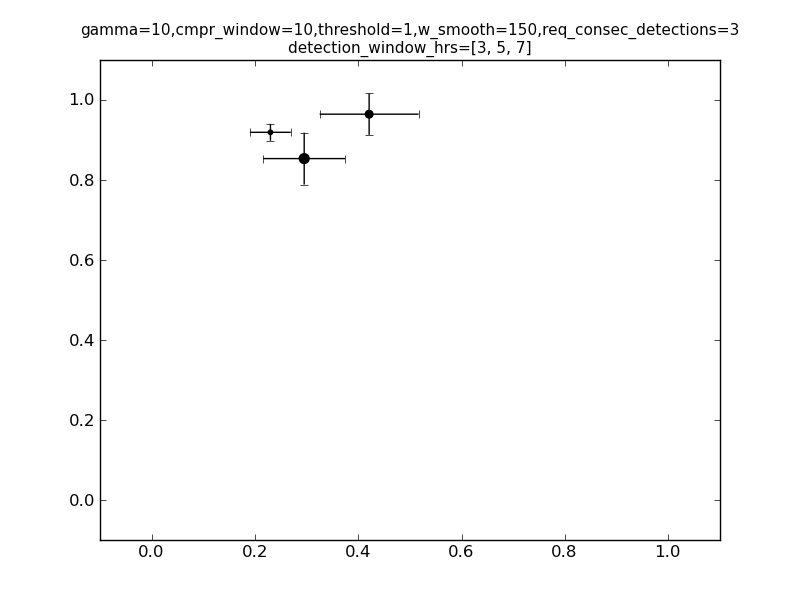 gamma=10,cmpr_window=10,threshold=1,w_smooth=150,req_consec_detections=3
detection_window_hrs=[3, 5, 7]
1.0
0.8
0.6
0.4
0.2
0.0
0.0 0.2 0.4 0.6 0.8 1.0